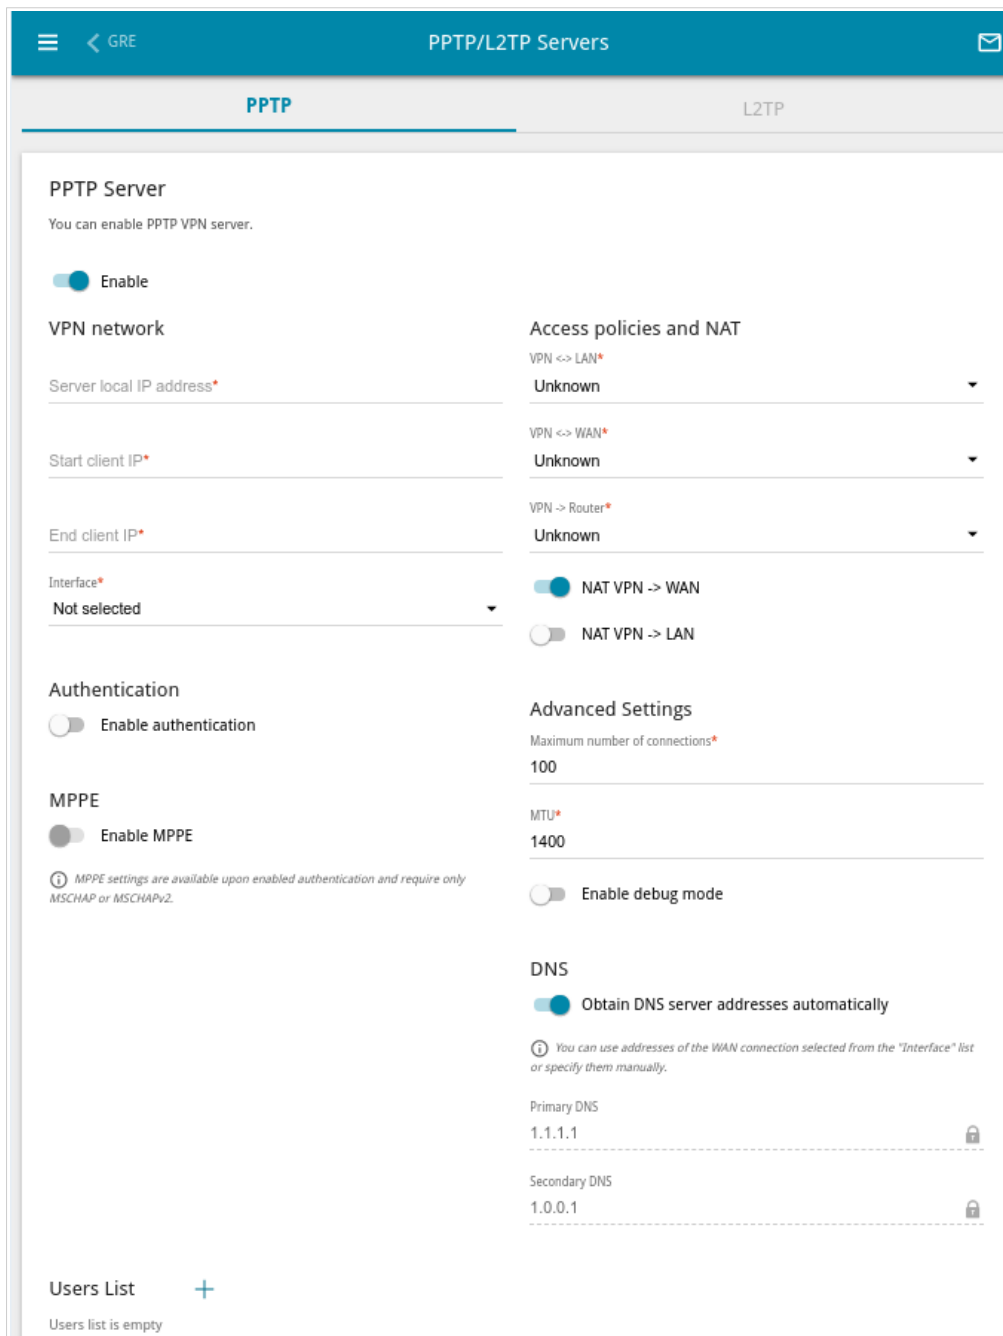 GRE
PPTP/L2TP Servers
PPTP
L2TP
PPTP Server
You can enable PPTP VPN server.
Enable
VPN network
Server local IP address*
Start client IP*
End client IP*
Interface*
Not selected
Authentication
Enable authentication
MPPE
Enable MPPE
MPPE settings are available upon enabled authentication and require only
MSCHAP or MSCHAPv2.
Access policies and NAT
VPN <-> LAN*
Unknown
VPN <-> WAN*
Unknown
VPN -> Router*
Unknown
NAT VPN -> WAN
NAT VPN -> LAN
Advanced Settings
Maximum number of connections*
100
MTU*
1400
Enable debug mode
DNS
Obtain DNS server addresses automatically
You can use addresses of the WAN connection selected from the "Interface" list
or specify them manually.
Primary DNS
1.1.1.1
Secondary DNS
1.0.0.1
Users List
Users list is empty